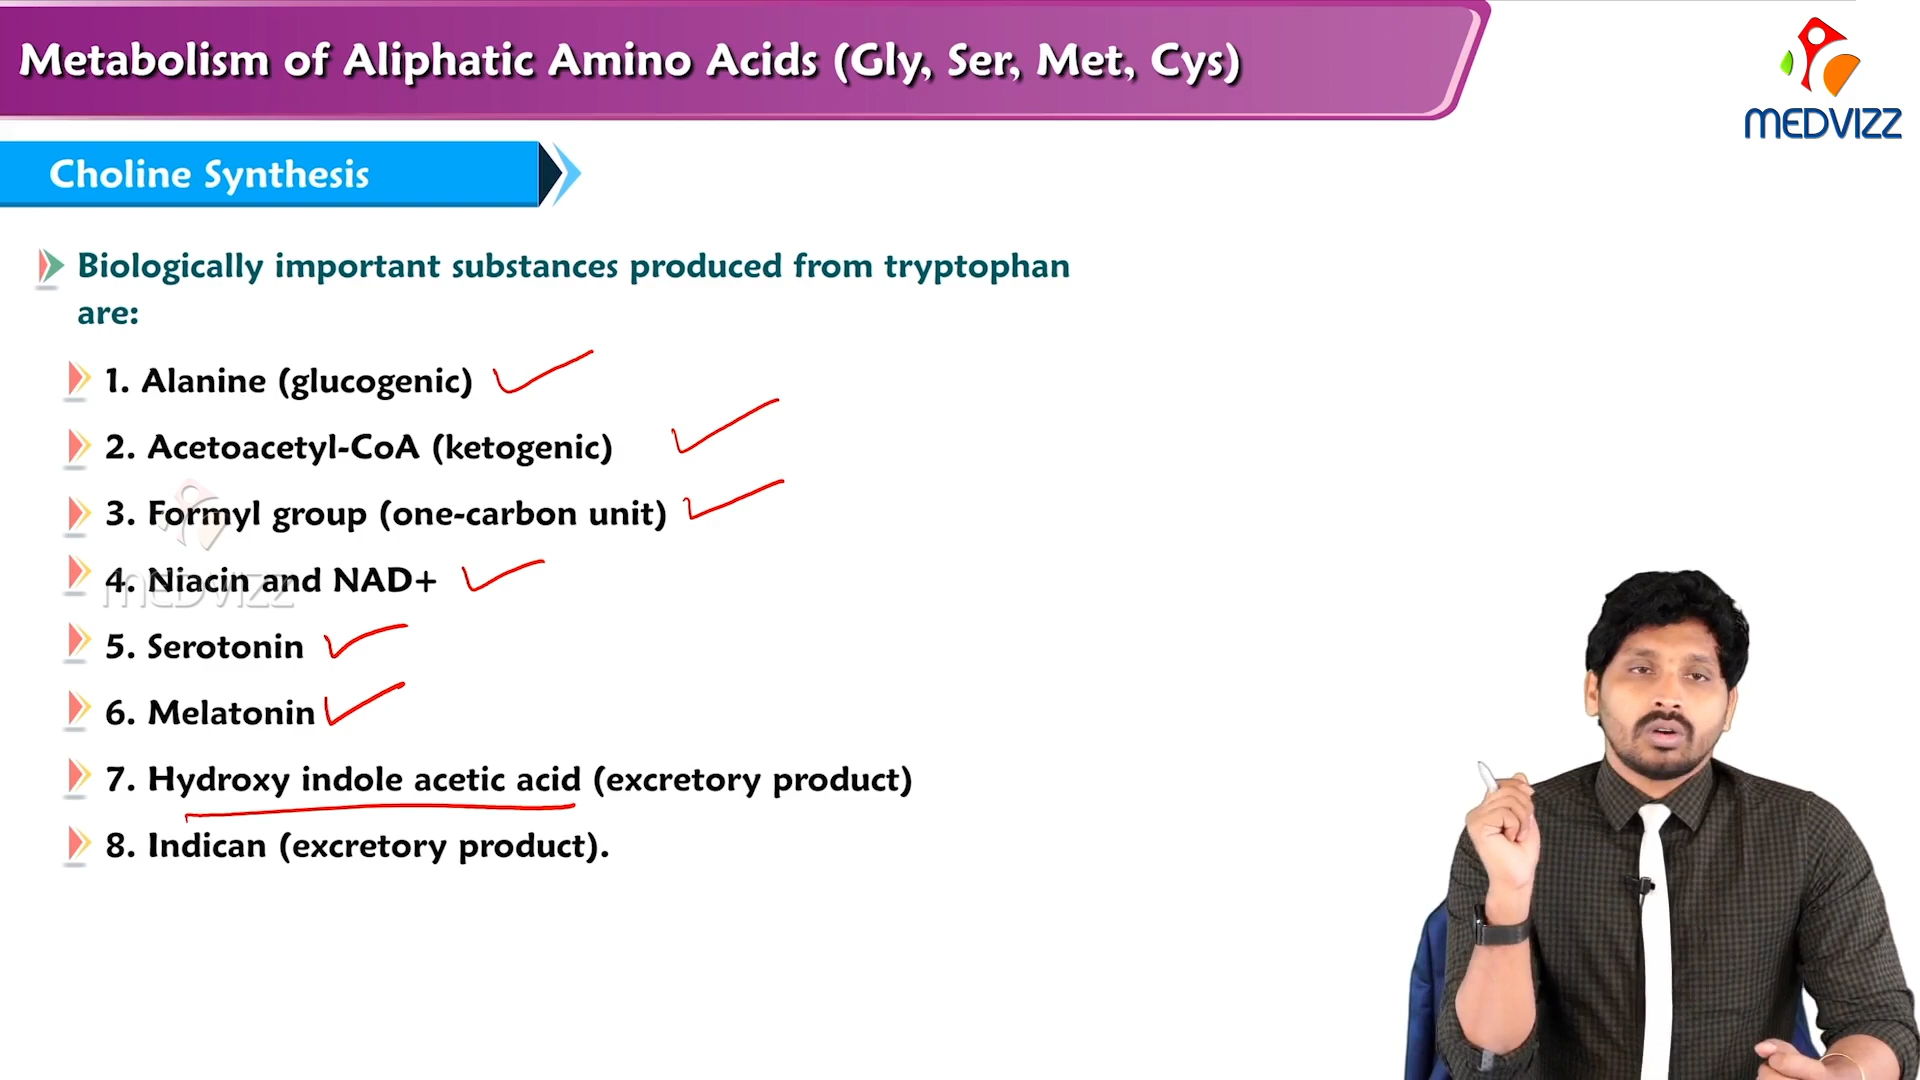 Metabolism of Aliphatic Amino Acids (Gly, Ser, Met, Cys)
MEDVIZZ
Choline Synthesis
Biologically important substances produced from tryptophan
are:
1. Alanine (glucogenic)
2. Acetoacetyl-CoA (ketogenic)
3. Formyl group (one-carbon unit)
4. Niacin and NAD+
MEDVIZZ
5. Serotonin
6. Melatonin
7. Hydroxy indole acetic acid (excretory product)
8. Indican (excretory product).